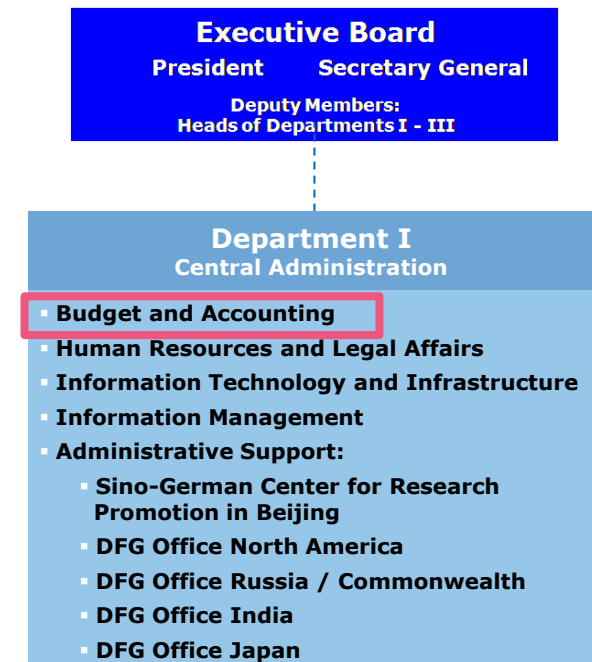 Executive Board
President Secretary General
Deputy Members:
Heads of Departments I - III
Department I
Central Administration
Budget and Accounting
Human Resources and Legal Affairs
Information Technology and Infrastructure
Information Management
Administrative Support:
Sino-German Center for Research
Promotion in Beijing
DFG Office North America
DFG Office Russia / Commonwealth
DFG Office India
DFG Office Japan